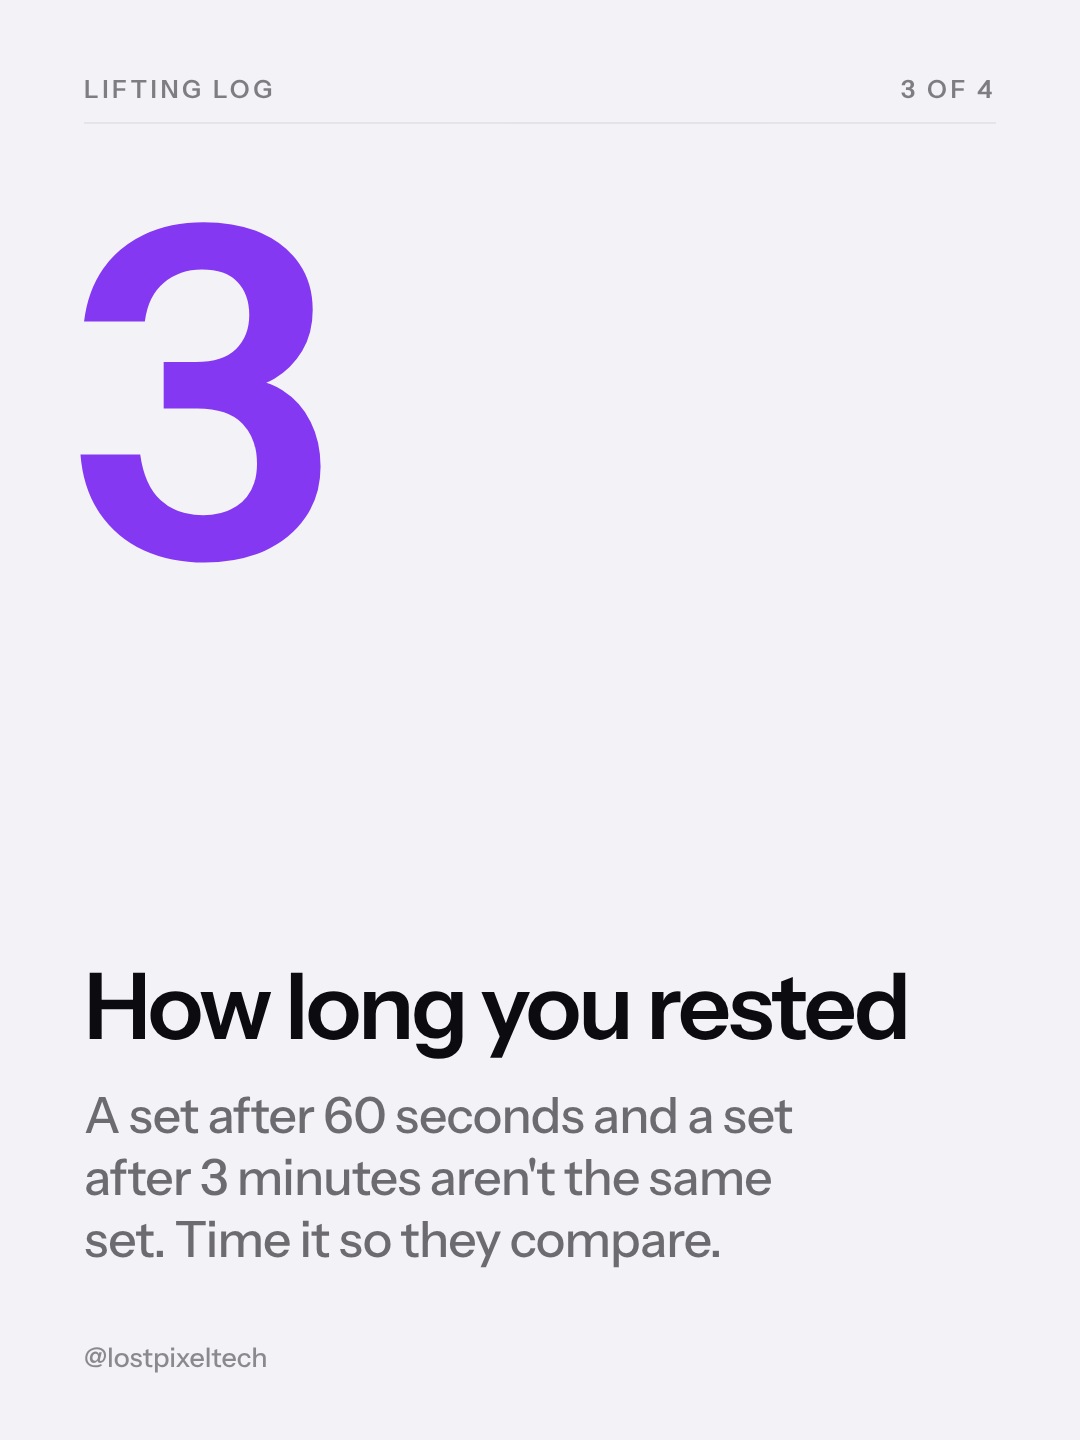 LIFTING LOG
3 OF 4
3
How long you rested
A set after 60 seconds and a set
after 3 minutes aren't the same
set. Time it so they compare.
@lostpixeltech